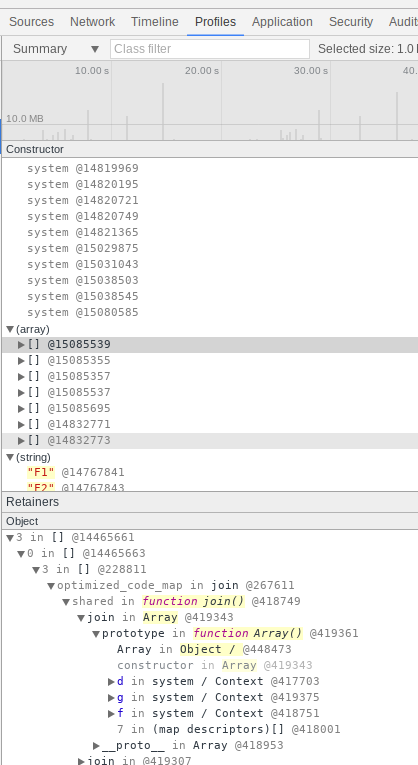 Sources Network Timeline Profiles Application Security Audit
Summary ▼ Class filter Selected size: 1.0
10.00 s 20.00 s 30.00 s 40.
10.0 MB
Constructor
system @14819969
system @14820195
system @14820721
system @14820749
system @14821365
system @15029875
system @15031043
system @15038503
system @15038545
system @15080585
▼(array)
▶[] @15085539
▶[] @15085355
▶[] @15085357
▶[] @15085537
▶[] @15085695
▶[] @14832771
▶[] @14832773
▼(string)
"F1" @14767841
"F2" @14767843
Retainers
Object
▼3 in [] @14465661
▼0 in [] @14465663
▼3 in [] @228811
▼optimized_code_map in join @267611
▼shared in function join() @418749
▼join in Array @419343
▼prototype in function Array() @419361
Array in Object / @448473
constructor in Array @419343
▶d in system / Context @417703
▶g in system / Context @419375
▶f in system / Context @418751
7 in (map descriptors)[] @418001
▶__proto__ in Array @418953
▶join in @419307